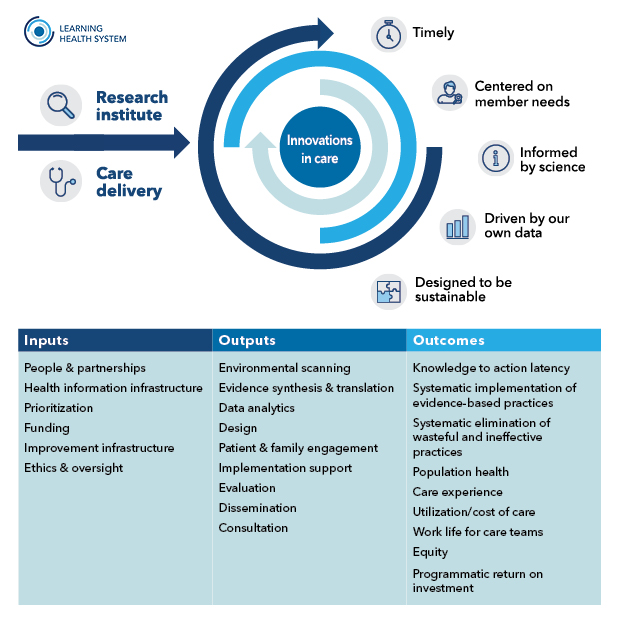 LEARNING
HEALTH SYSTEM
Research
institute
Care
delivery
Innovations
in care
Timely
Centered on
member needs
Informed
by science
Driven by our
own data
Designed to be
sustainable
Inputs
People & partnerships
Health information infrastructure
Prioritization
Funding
Improvement infrastructure
Ethics & oversight
Outputs
Environmental scanning
Evidence synthesis & translation
Data analytics
Design
Patient & family engagement
Implementation support
Evaluation
Dissemination
Consultation
Outcomes
Knowledge to action latency
Systematic implementation of
evidence-based practices
Systematic elimination of
wasteful and ineffective
practices
Population health
Care experience
Utilization/cost of care
Work life for care teams
Equity
Programmatic return on
investment